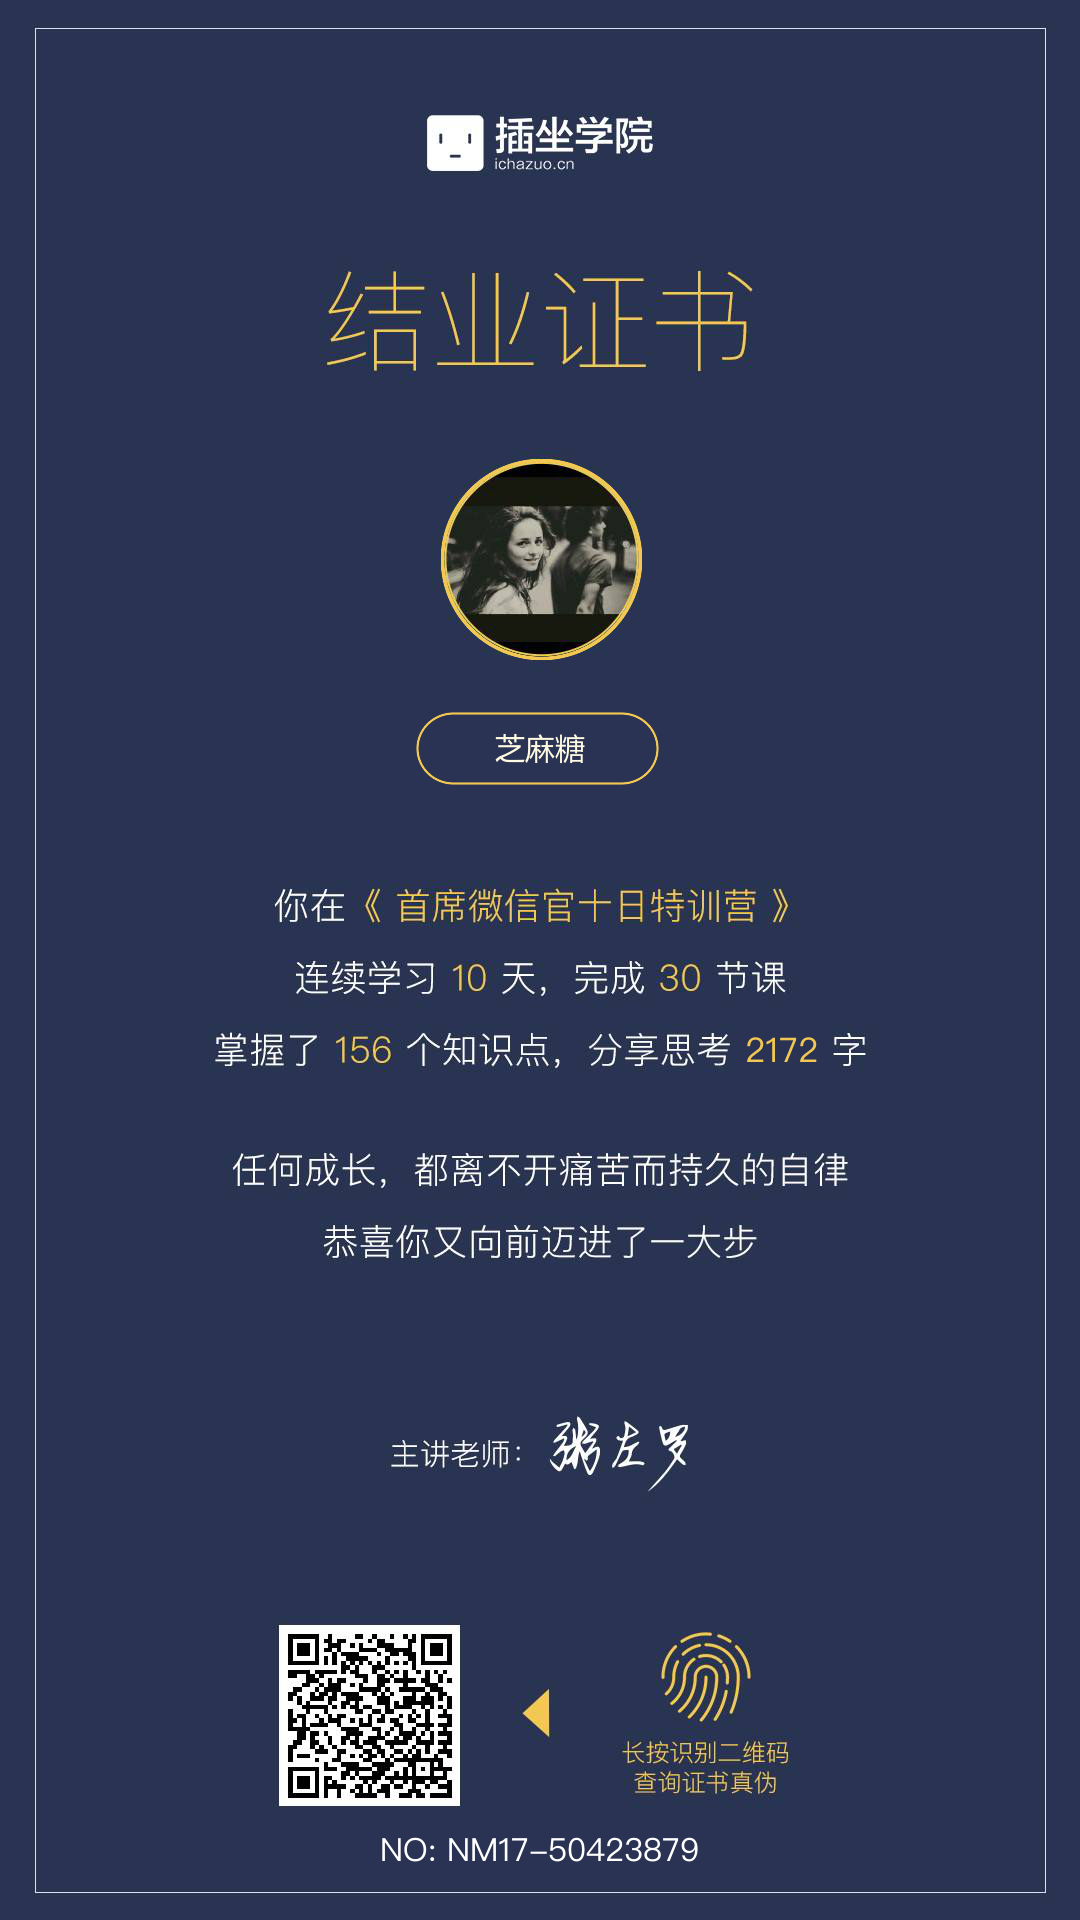 插坐学院
ichazuo.cn
结业证书
芝麻糖
你在《 首席微信官十日特训营 》
连续学习 10 天，完成 30 节课
掌握了 156 个知识点，分享思考 2172 字
任何成长，都离不开痛苦而持久的自律
恭喜你又向前迈进了一大步
主讲老师：粥左罗
长按识别二维码
查询证书真伪
NO: NM17-50423879